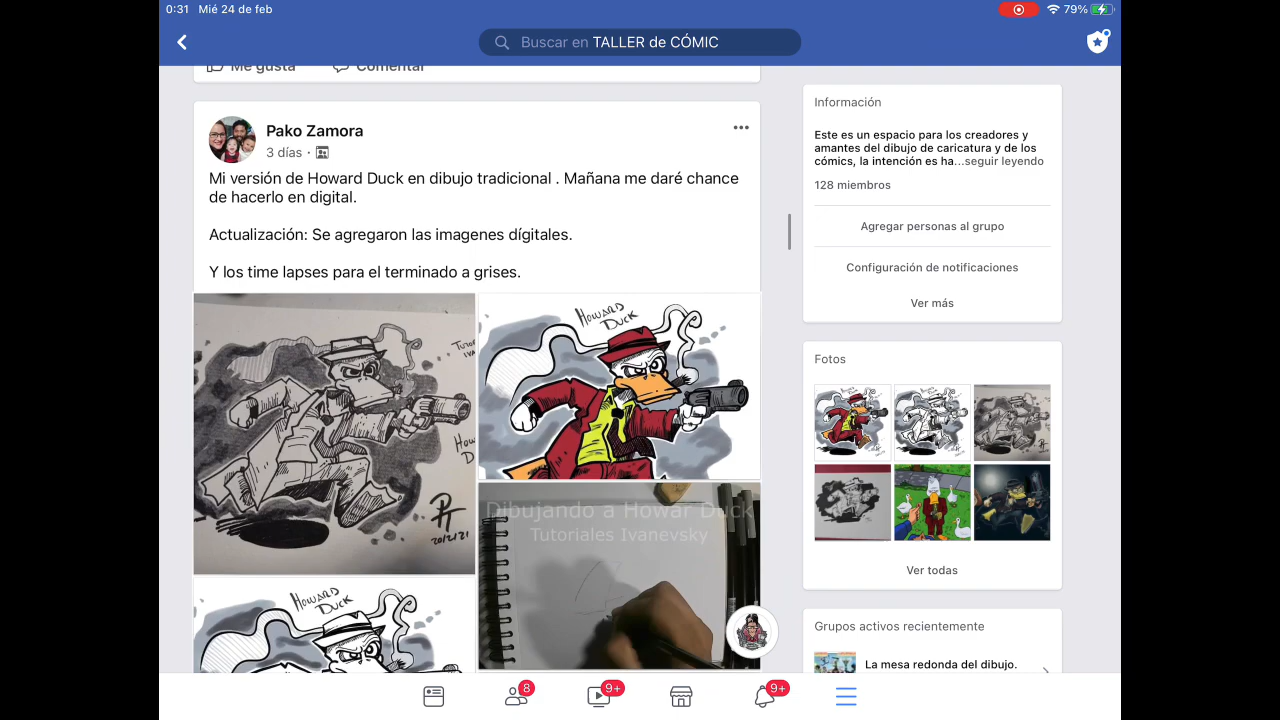 0:31 Mié 24 de feb
79%
Buscar en TALLER de CÓMIC
Me gusta Comentar
Pako Zamora
3 días ·
Mi versión de Howard Duck en dibujo tradicional . Mañana me daré chance
de hacerlo en digital.
Actualización: Se agregaron las imagenes dígitales.
Y los time lapses para el terminado a grises.
HOWARD
DUCK
20/2/21
Dibujando a Howar Duck
Tutoriales Ivanevsky
HOWARD
DUCK
Información
Este es un espacio para los creadores y
amantes del dibujo de caricatura y de los
cómics, la intención es ha...seguir leyendo
128 miembros
Agregar personas al grupo
Configuración de notificaciones
Ver más
Fotos
Ver todas
Grupos activos recientemente
La mesa redonda del dibujo.
8
9+
9+